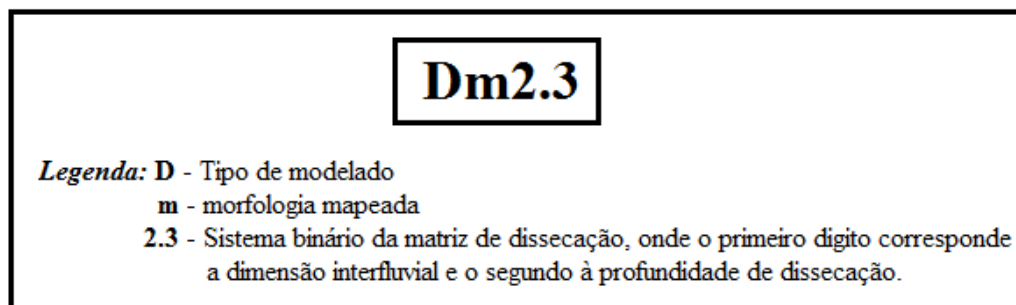 Dm2.3
Legenda: D - Tipo de modelado
m - morfologia mapeada
2.3 - Sistema binário da matriz de dissecação, onde o primeiro digito corresponde
a dimensão interfluvial e o segundo à profundidade de dissecação.